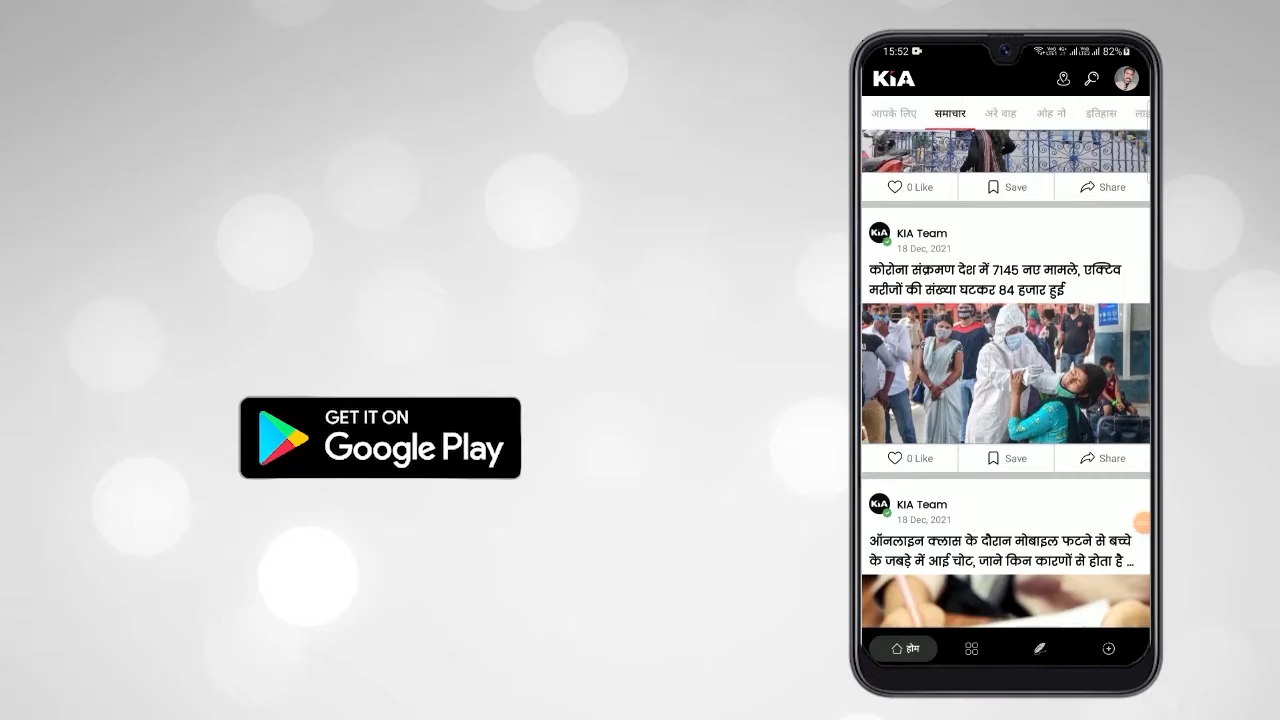 GET IT ON
Google Play
15:52
82%
KiA
आपके लिए समाचार अरे वाह ओह नो इतिहास
0 Like Save Share
KiA KIA Team
18 Dec, 2021
कोरोना संक्रमण देश में 7145 नए मामले, एक्टिव
मरीजों की संख्या घटकर 84 हजार हुई
0 Like Save Share
KiA KIA Team
18 Dec, 2021
ऑनलाइन क्लास के दौरान मोबाइल फटने से बच्चे
के जबड़े में आई चोट, जाने किन कारणों से होता है ...
होम